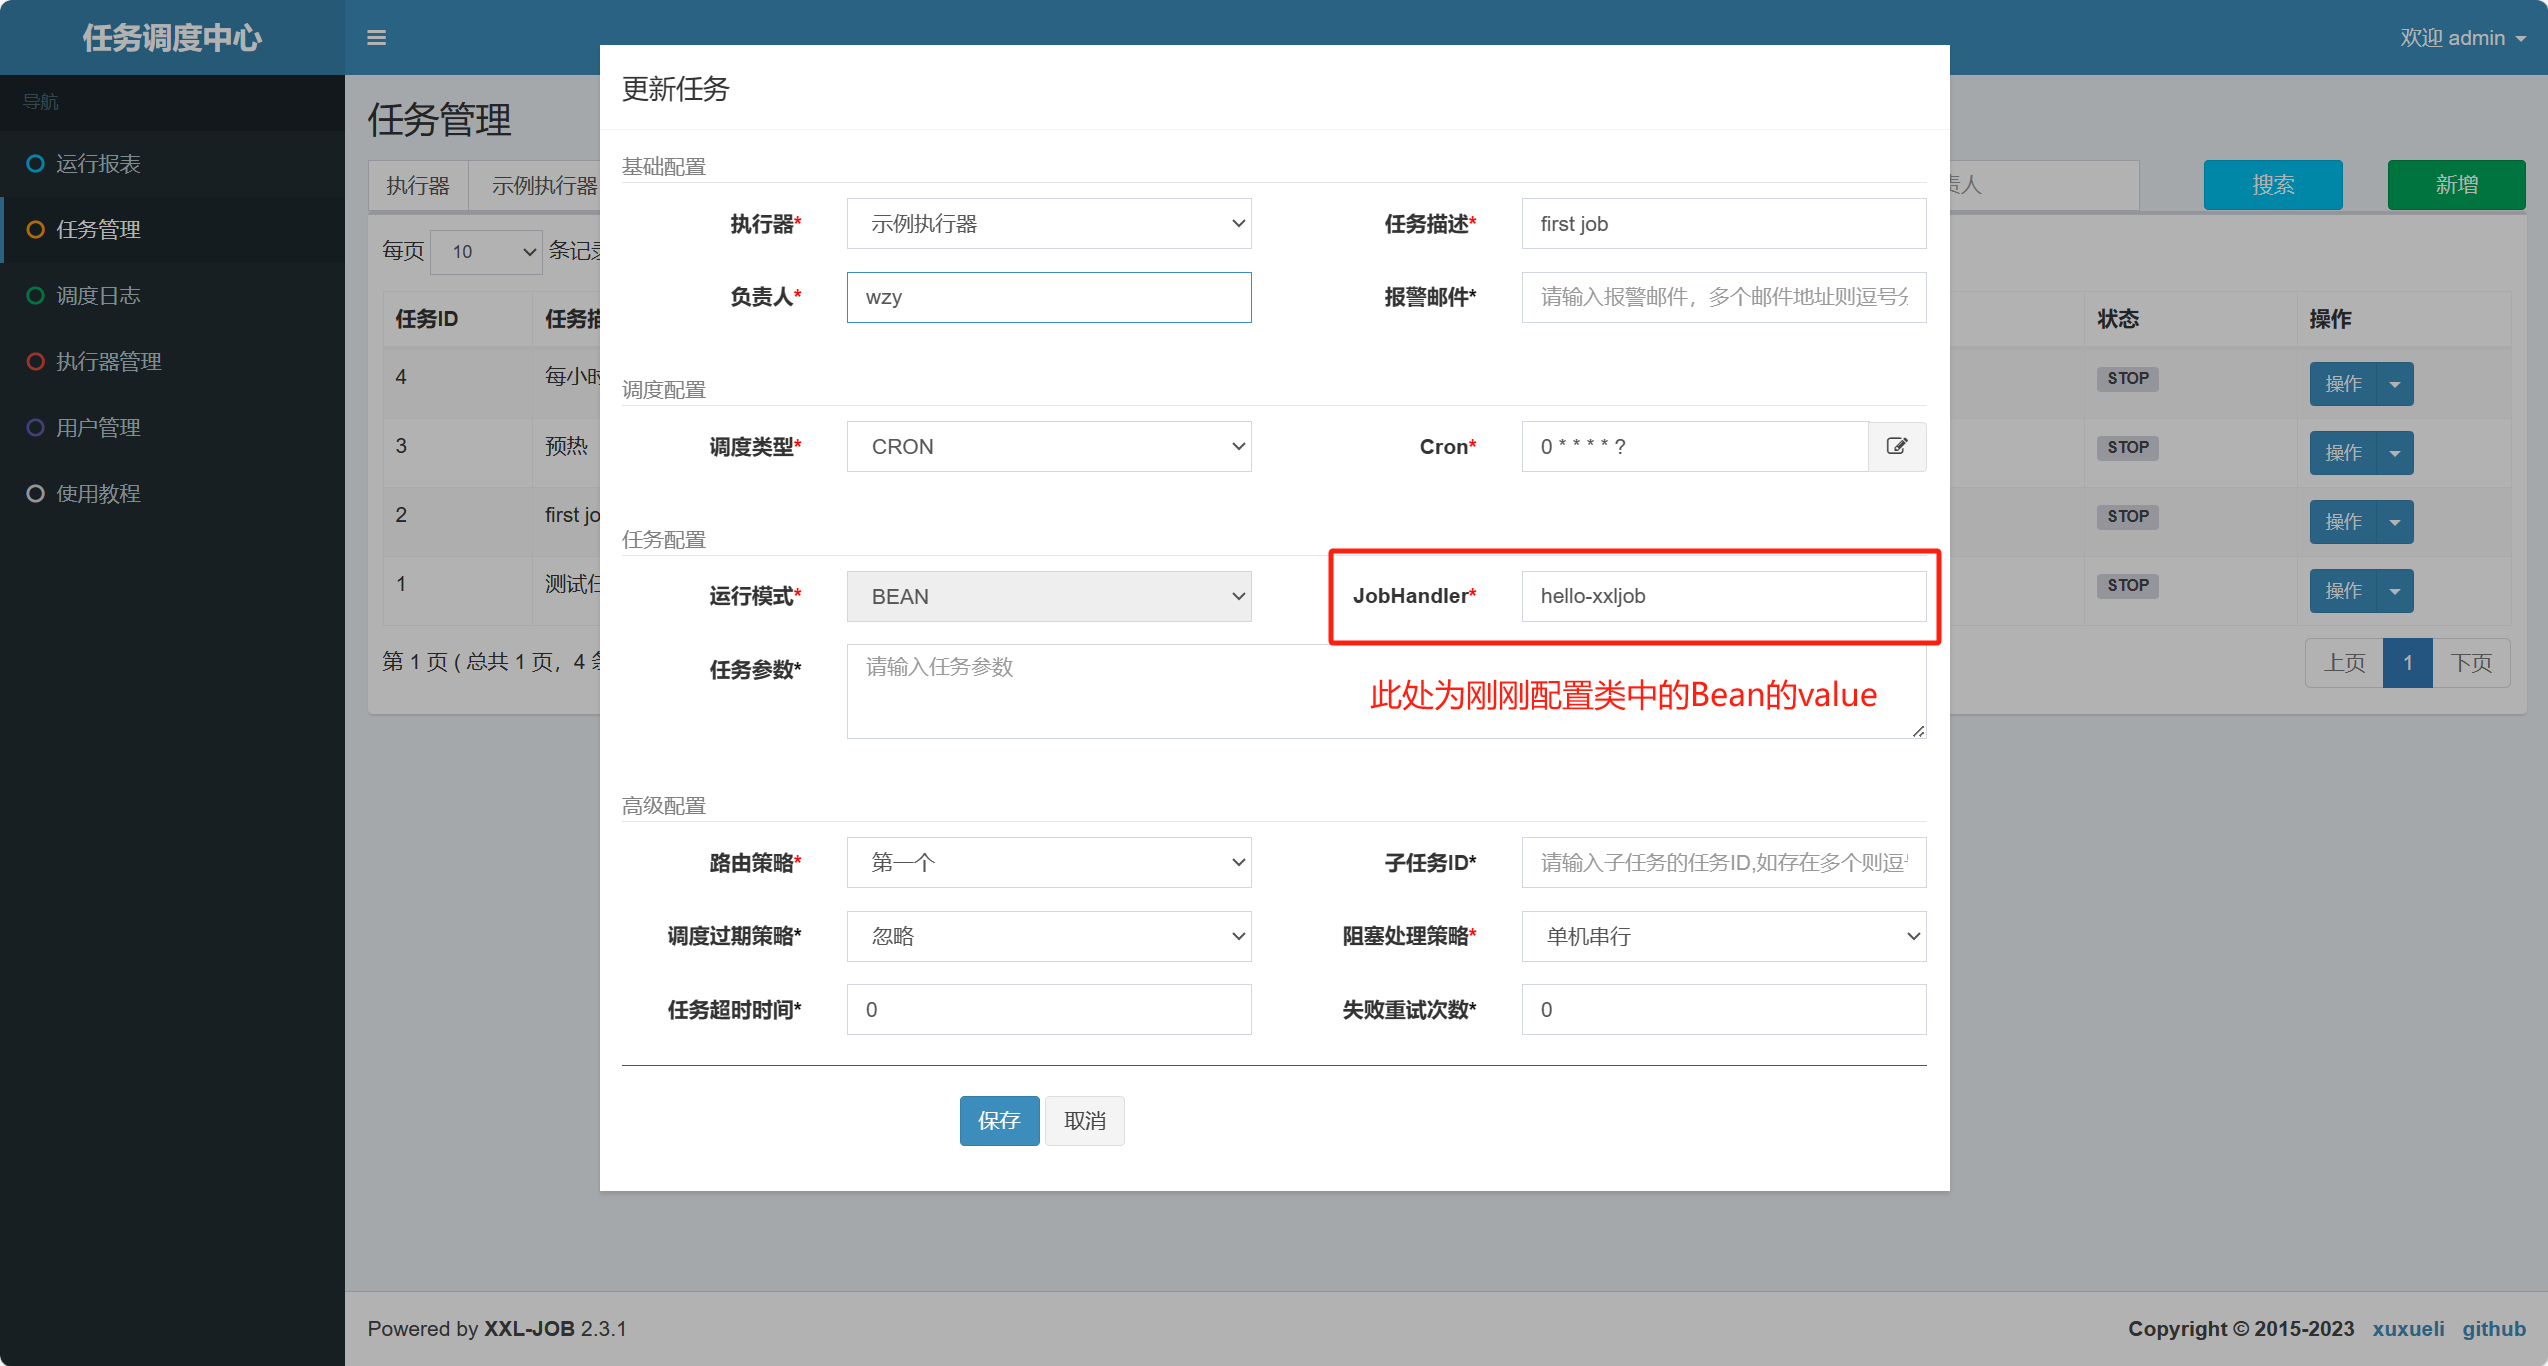 任务调度中心
欢迎 admin
导航
运行报表
任务管理
调度日志
执行器管理
用户管理
使用教程
任务管理
执行器 示例执行器
责人 搜索 新增
每页 10 条记录
任务ID 任务描 状态 操作
4 每小时 STOP 操作
3 预热 STOP 操作
2 first jo STOP 操作
1 测试任 STOP 操作
第 1 页 ( 总共 1 页，4 条
上页 1 下页
更新任务
基础配置
执行器* 示例执行器 任务描述* first job
负责人* wzy 报警邮件* 请输入报警邮件，多个邮件地址则逗号分
调度配置
调度类型* CRON Cron* 0 * * * * ?
任务配置
运行模式* BEAN JobHandler* hello-xxljob
任务参数* 请输入任务参数
此处为刚刚配置类中的Bean的value
高级配置
路由策略* 第一个 子任务ID* 请输入子任务的任务ID,如存在多个则逗号
调度过期策略* 忽略 阻塞处理策略* 单机串行
任务超时时间* 0 失败重试次数* 0
保存 取消
Powered by XXL-JOB 2.3.1
Copyright © 2015-2023 xuxueli github